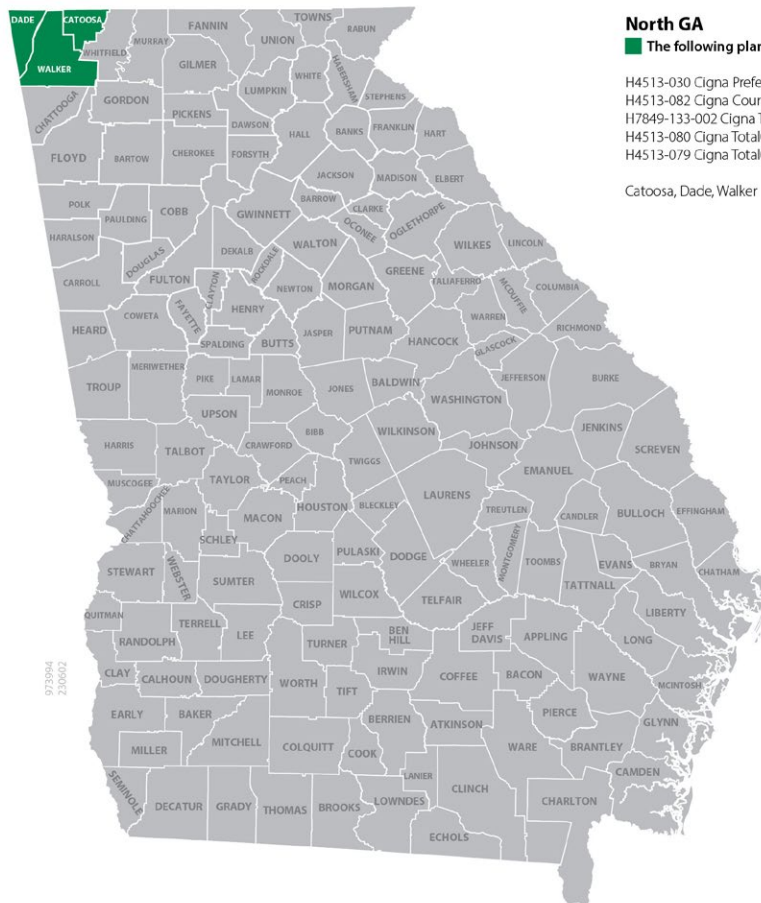 North GA
The following plan
H4513-030 Cigna Prefe
H4513-082 Cigna Coun
H7849-133-002 Cigna T
H4513-080 Cigna Total
H4513-079 Cigna Total
Catoosa, Dade, Walker
DADE
CATOOSA
WALKER
WHITFIELD
MURRAY
FANNIN
TOWNS
RABUN
UNION
GILMER
WHITE
HABERSHAM
LUMPKIN
STEPHENS
CHATTOOGA
GORDON
PICKENS
DAWSON
HALL
BANKS
FRANKLIN
HART
FLOYD
BARTOW
CHEROKEE
FORSYTH
JACKSON
MADISON
ELBERT
POLK
PAULDING
COBB
GWINNETT
BARROW
CLARKE
OCONEE
OGLETHORPE
HARALSON
DOUGLAS
DEKALB
ROCKDALE
WALTON
WILKES
LINCOLN
CARROLL
FULTON
CLAYTON
NEWTON
MORGAN
GREENE
TALIAFERRO
MCDUFFIE
COLUMBIA
HEARD
COWETA
FAYETTE
HENRY
WARREN
RICHMOND
SPALDING
BUTTS
JASPER
PUTNAM
HANCOCK
GLASCOCK
TROUP
MERIWETHER
PIKE
LAMAR
MONROE
JONES
BALDWIN
WASHINGTON
JEFFERSON
BURKE
UPSON
HARRIS
TALBOT
CRAWFORD
BIBB
WILKINSON
JOHNSON
JENKINS
SCREVEN
MUSCOGEE
TAYLOR
PEACH
TWIGGS
EMANUEL
CHATTAHOOCHEE
MARION
MACON
HOUSTON
BLECKLEY
LAURENS
TREUTLEN
CANDLER
BULLOCH
EFFINGHAM
SCHLEY
DOOLY
PULASKI
DODGE
WHEELER
MONTGOMERY
TOOMBS
EVANS
BRYAN
CHATHAM
STEWART
WEBSTER
SUMTER
CRISP
WILCOX
TELFAIR
TATTNALL
QUITMAN
RANDOLPH
TERRELL
LEE
TURNER
BEN
HILL
JEFF
DAVIS
APPLING
LONG
LIBERTY
CLAY
CALHOUN
DOUGHERTY
WORTH
TIFT
IRWIN
COFFEE
BACON
WAYNE
MCINTOSH
EARLY
BAKER
BERRIEN
ATKINSON
PIERCE
GLYNN
MILLER
MITCHELL
COLQUITT
COOK
WARE
BRANTLEY
SEMINOLE
LANIER
CLINCH
CAMDEN
DECATUR
GRADY
THOMAS
BROOKS
LOWNDES
CHARLTON
ECHOLS
973994
230602